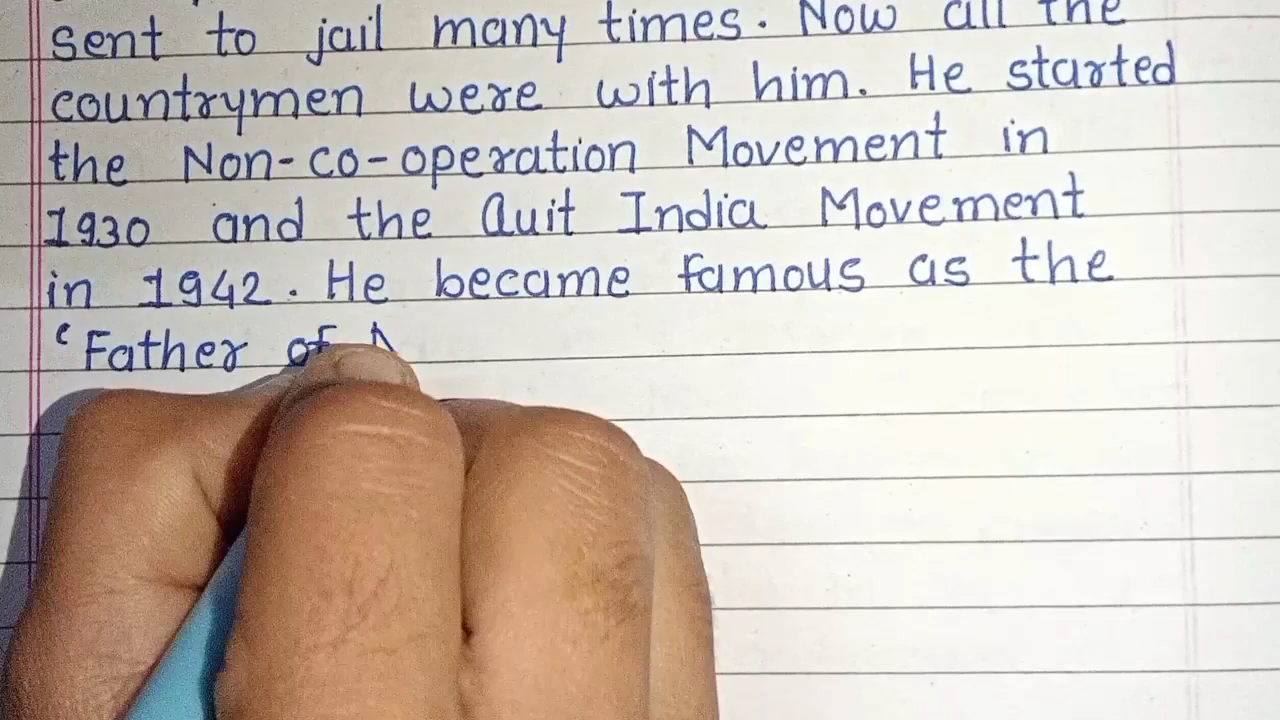 sent to jail many times. Now all the
countrymen were with him. He started
the Non-co-operation Movement in
1930 and the Quit India Movement
in 1942. He became famous as the
‘Father of